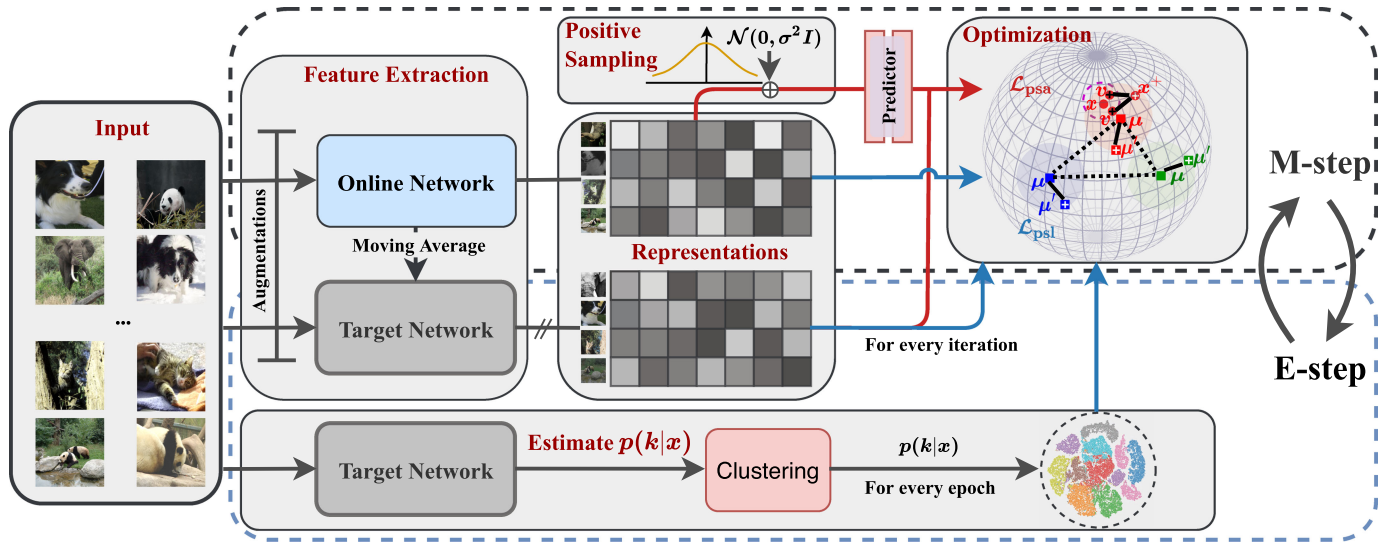 Input
...
Feature Extraction
Augmentations
Online Network
Moving Average
Target Network
//
Positive
Sampling
𝒩(0, σ²I)
Predictor
Representations
Optimization
ℒpsa
v
x⁺
x
v
μ
μ′
μ′
μ
μ
μ′
ℒpsl
For every iteration
M-step
E-step
Target Network
Estimate p(k|x)
Clustering
p(k|x)
For every epoch